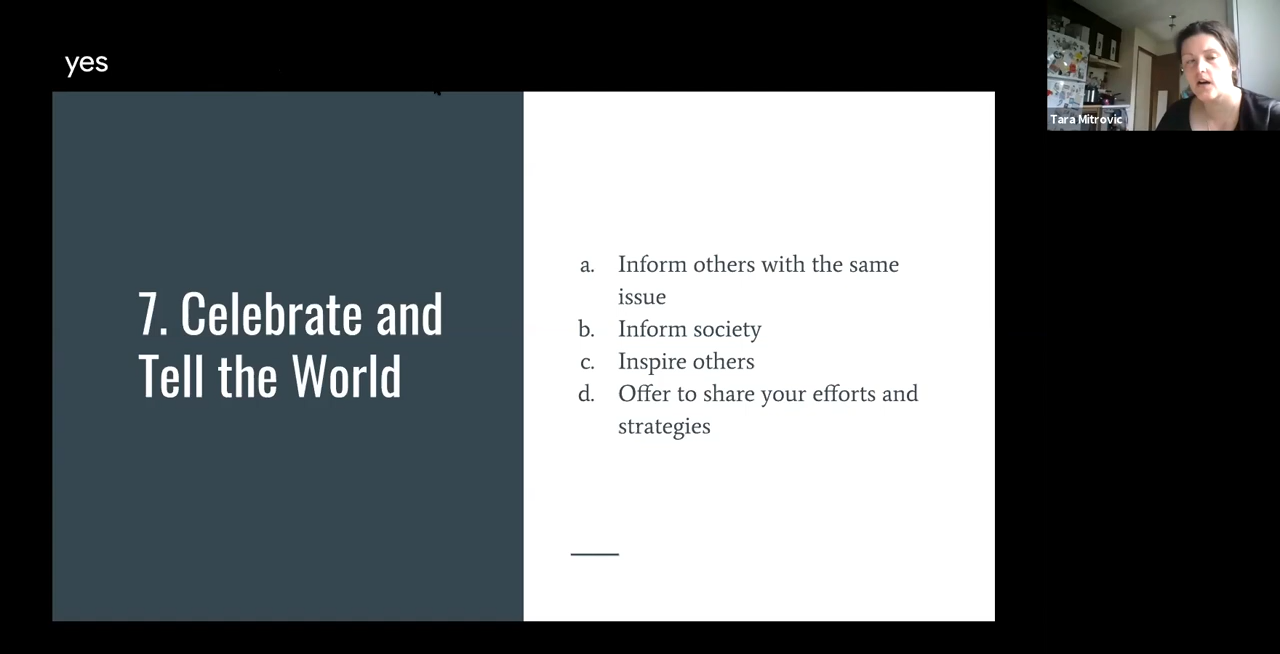 yes
Tara Mitrovic
7. Celebrate and
Tell the World
a. Inform others with the same
issue
b. Inform society
c. Inspire others
d. Offer to share your efforts and
strategies